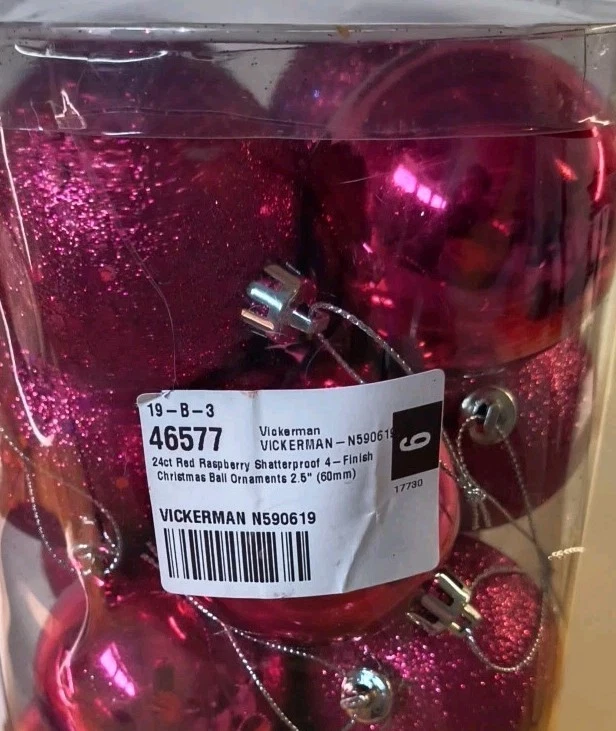 19-B-3
46577
Vickerman
VICKERMAN-N590619
24ct Red Raspberry Shatterproof 4-Finish
Christmas Ball Ornaments 2.5" (60mm)
6
17730
VICKERMAN N590619